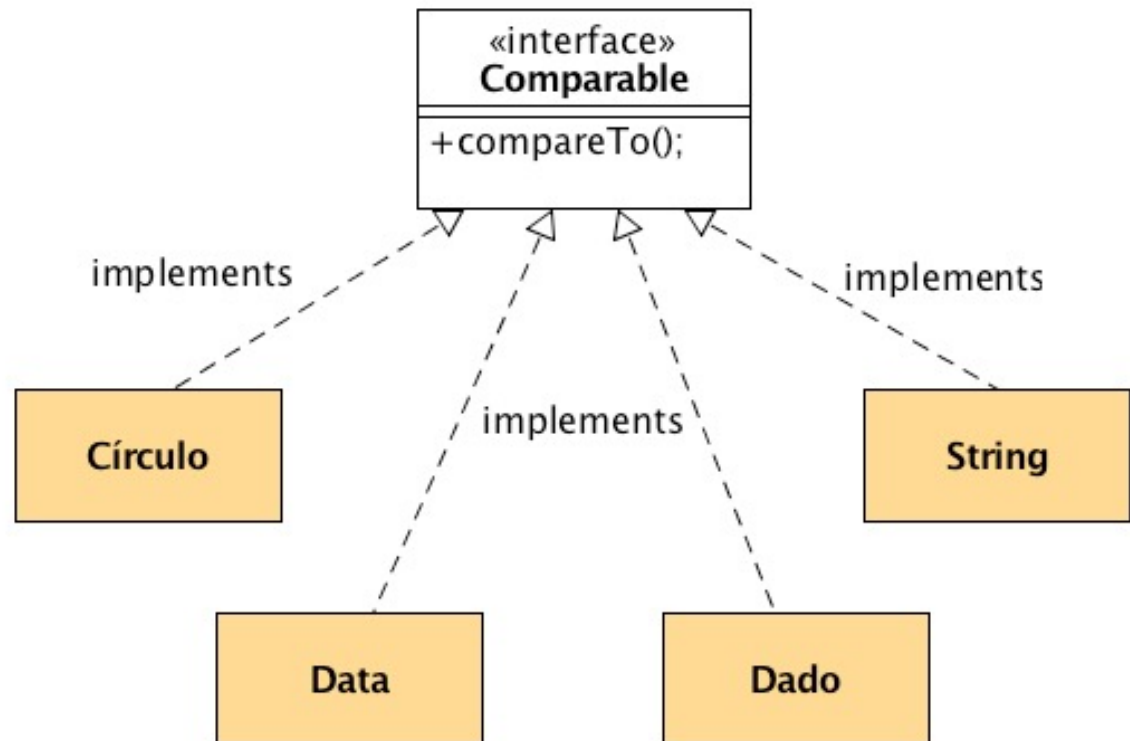 «interface»
Comparable
+compareTo();
implements
implements
implements
Círculo
String
Data
Dado